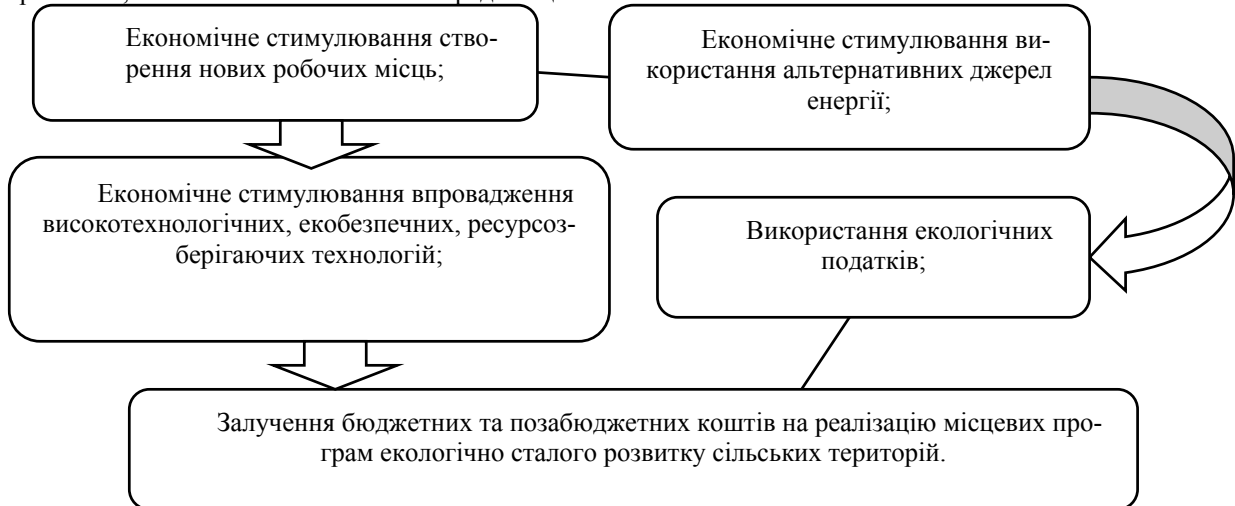 Економічне стимулювання ство-
рення нових робочих місць;
Економічне стимулювання ви-
користання альтернативних джерел
енергії;
Економічне стимулювання впровадження
високотехнологічних, екобезпечних, ресурсоз-
берігаючих технологій;
Використання екологічних
податків;
Залучення бюджетних та позабюджетних коштів на реалізацію місцевих про-
грам екологічно сталого розвитку сільських територій.